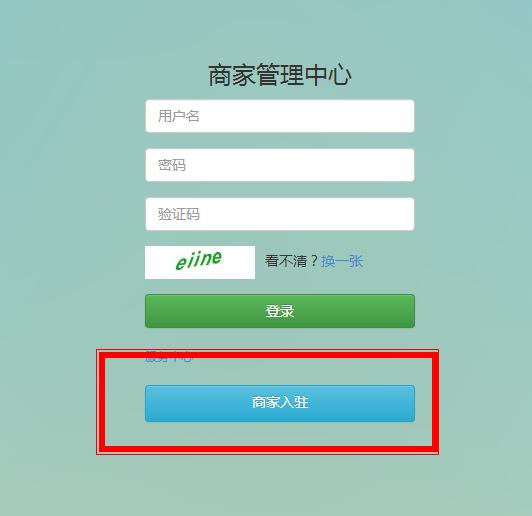 商家管理中心
用户名
密码
验证码
eiine 看不清？换一张
登录
服务中心
商家入驻